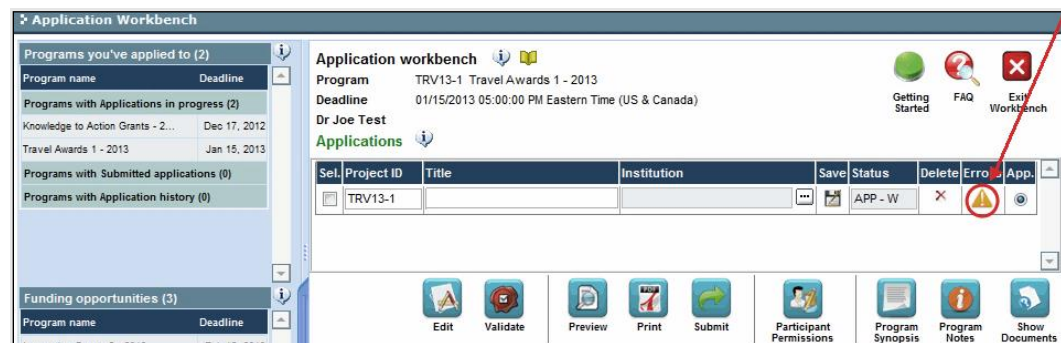 Application Workbench
Programs you've applied to (2)
Program name Deadline
Programs with Applications in progress (2)
Knowledge to Action Grants - 2... Dec 17, 2012
Travel Awards 1 - 2013 Jan 15, 2013
Programs with Submitted applications (0)
Programs with Application history (0)
Funding opportunities (3)
Program name Deadline
Application workbench
Program TRV13-1 Travel Awards 1 - 2013
Deadline 01/15/2013 05:00:00 PM Eastern Time (US & Canada)
Dr Joe Test
Applications
Getting Started
FAQ
Exit Workbench
Sel. Project ID Title Institution Save Status Delete App.
TRV13-1 ... APP - W
Edit Validate Preview PDF Print Submit Participant Permissions Program Synopsis Program Notes Show Documents